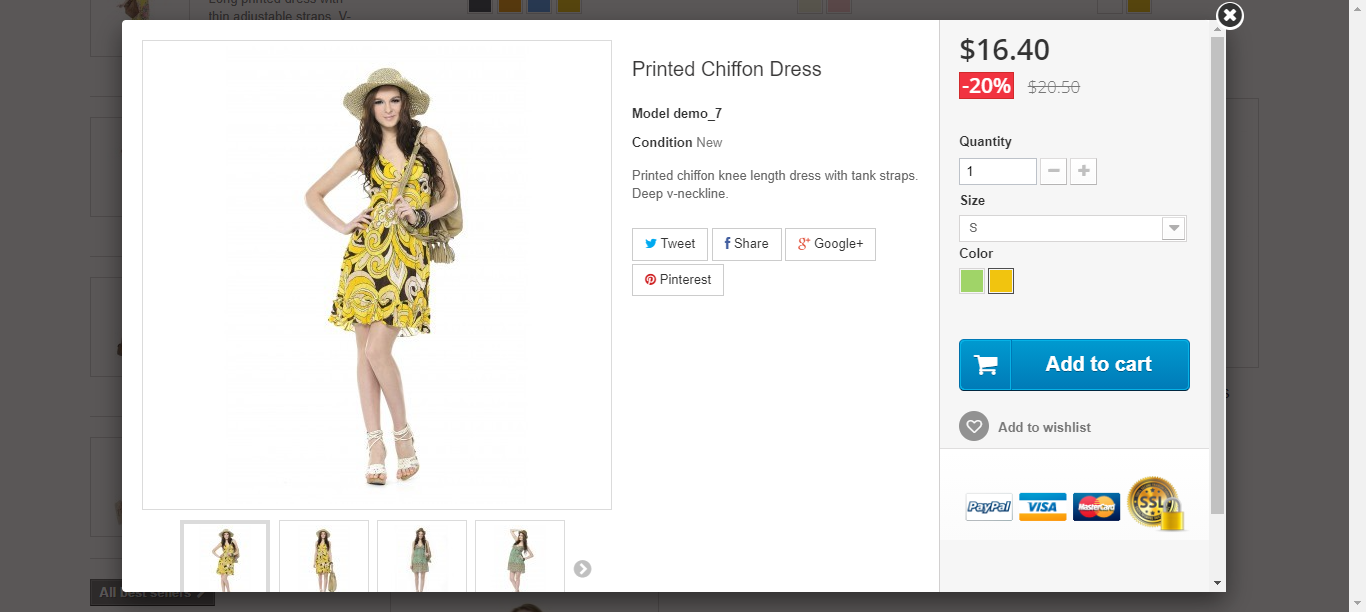 Long printed dress with
thin adjustable straps. V-
Printed Chiffon Dress
Model demo_7
Condition New
Printed chiffon knee length dress with tank straps.
Deep v-neckline.
Tweet
Share
Google+
Pinterest
$16.40
-20% $20.50
Quantity
1
Size
S
Color
Add to cart
Add to wishlist
PayPal VISA MasterCard SSL
All best sellers